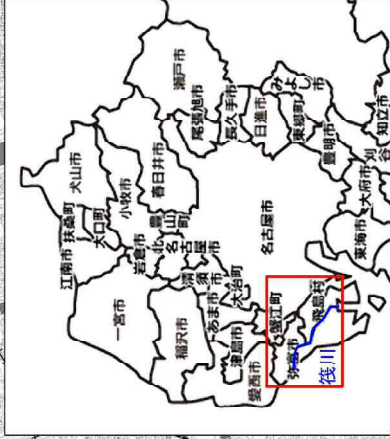 犬山市
扶桑町
大口町
江南市
小牧市
岩倉市
一宮市
春日井市
瀬戸市
尾張旭市
長久手市
日進市
東郷町
みよし市
豊明市
刈谷
知立市
大府市
東海市
名古屋市
豊山町
北名古屋市
清須市
稲沢市
あま市
大治町
津島市
愛西市
蟹江町
弥富市
飛島村
筏川